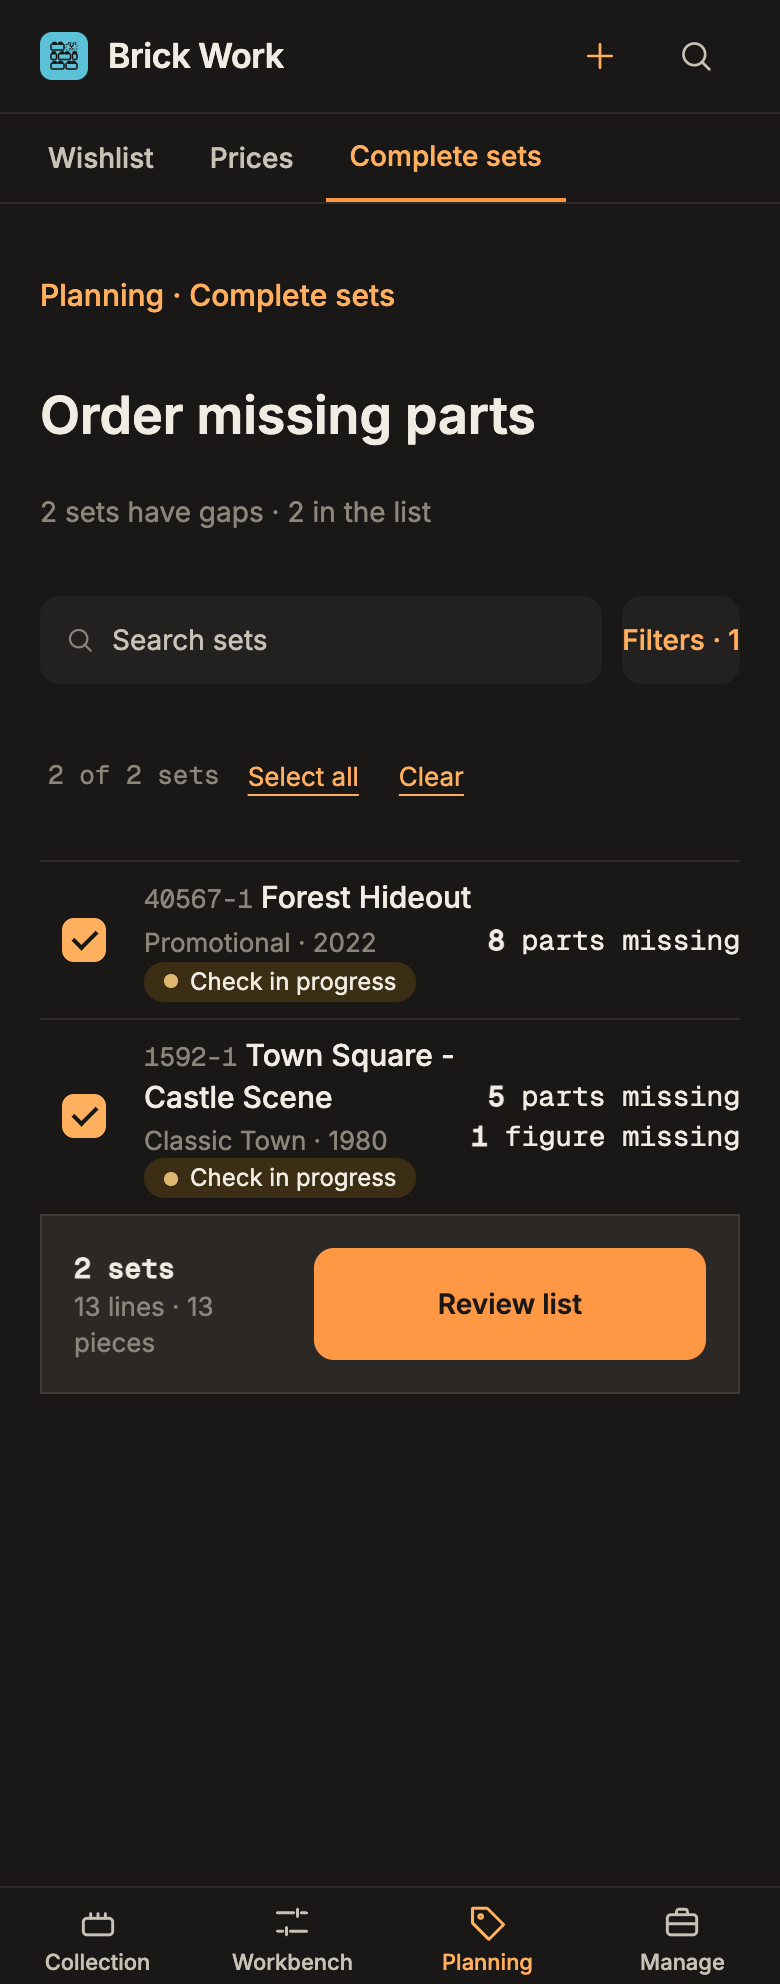 Brick Work
Wishlist Prices Complete sets
Planning · Complete sets
Order missing parts
2 sets have gaps · 2 in the list
Search sets
Filters · 1
2 of 2 sets Select all Clear
40567-1 Forest Hideout
Promotional · 2022
8 parts missing
Check in progress
1592-1 Town Square -
Castle Scene
5 parts missing
1 figure missing
Classic Town · 1980
Check in progress
2 sets
13 lines · 13
pieces
Review list
Collection Workbench Planning Manage